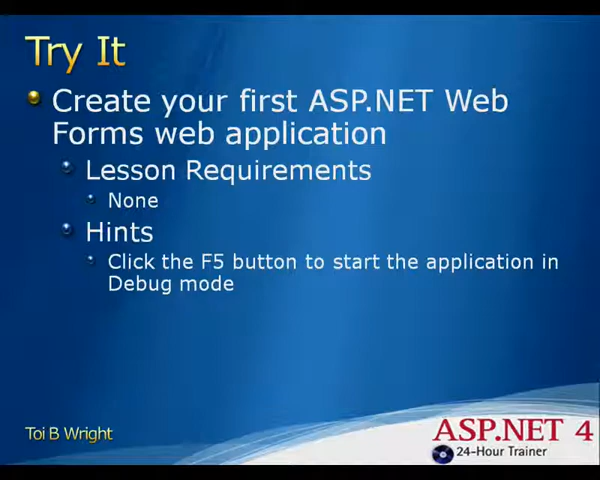 Try It
Create your first ASP.NET Web
Forms web application
Lesson Requirements
None
Hints
Click the F5 button to start the application in
Debug mode
Toi B Wright
ASP.NET 4
24-Hour Trainer